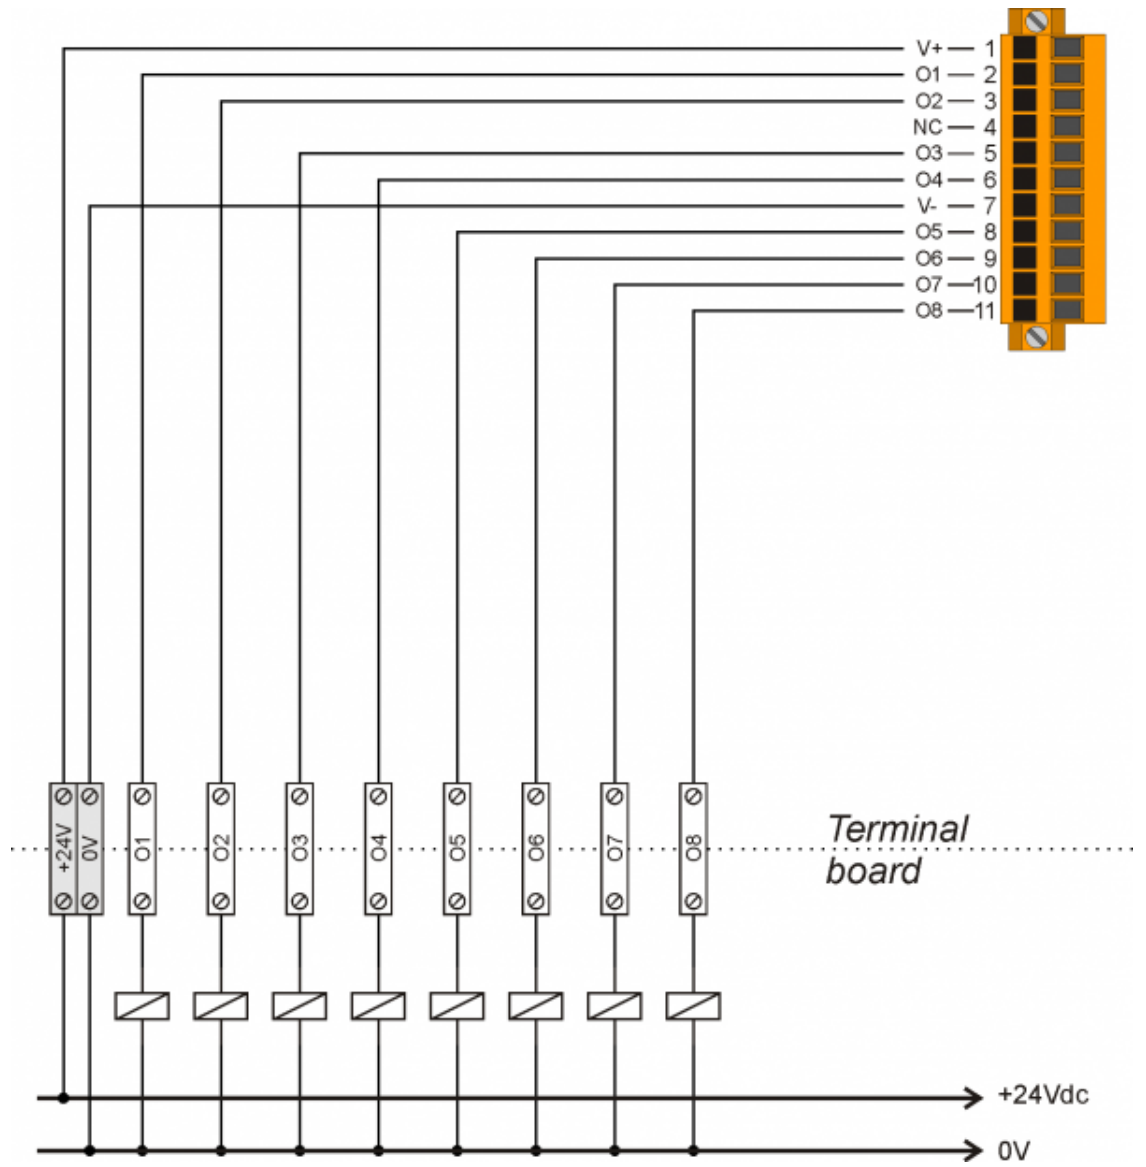 V+ 1
O1 2
O2 3
NC 4
O3 5
O4 6
V- 7
O5 8
O6 9
O7 10
O8 11
+24V
0V
O1
O2
O3
O4
O5
O6
O7
O8
Terminal
board
+24Vdc
0V